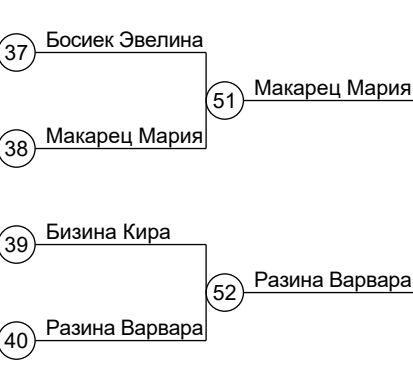 37 Босиек Эвелина
51 Макарец Мария
38 Макарец Мария
39 Бизина Кира
52 Разина Варвара
40 Разина Варвара